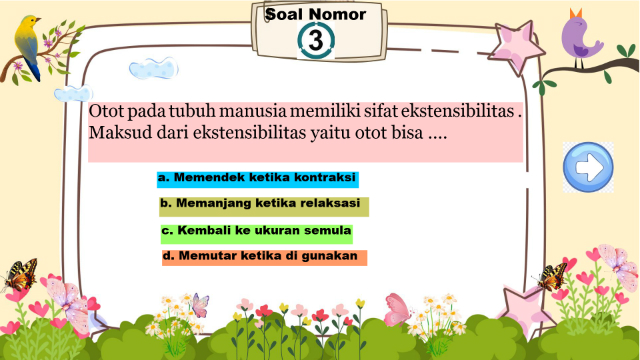 Soal Nomor
3
Otot pada tubuh manusia memiliki sifat ekstensibilitas .
Maksud dari ekstensibilitas yaitu otot bisa ....
a. Memendek ketika kontraksi
b. Memanjang ketika relaksasi
c. Kembali ke ukuran semula
d. Memutar ketika di gunakan